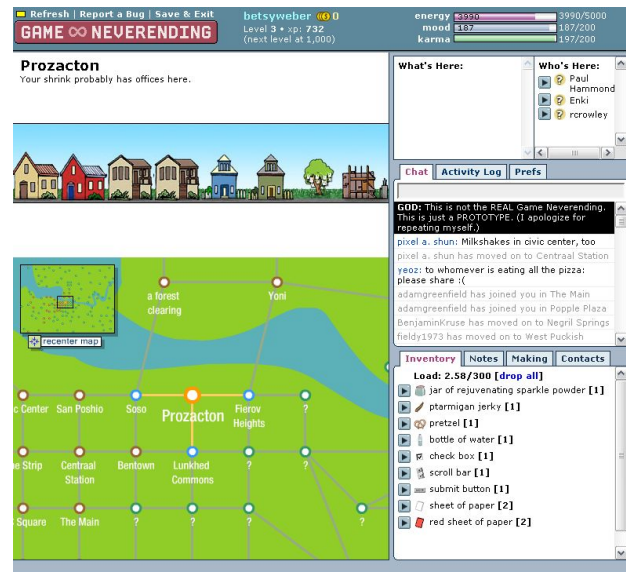 Refresh | Report a Bug | Save & Exit
GAME ∞ NEVERENDING
betsyweber 0
Level 3 • xp: 732
(next level at 1,000)
energy 3990 3990/5000
mood 187 187/200
karma 197/200
Prozacton
Your shrink probably has offices here.
What's Here:
Who's Here:
Paul
Hammond
Enki
rcrowley
Chat
Activity Log
Prefs
GOD: This is not the REAL Game Neverending.
This is just a PROTOTYPE. (I apologize for
repeating myself.)
pixel a. shun: Milkshakes in civic center, too
pixel a. shun has moved on to Centraal Station
yeoz: to whomever is eating all the pizza:
please share :(
adamgreenfield has joined you in The Main
adamgreenfield has joined you in Popple Plaza
BenjaminKruse has moved on to Negril Springs
fieldy1973 has moved on to West Puckish
recenter map
a forest
clearing
Yoni
c Center
San Poshio
Soso
Prozacton
Fierov
Heights
?
e Strip
Centraal
Station
Bentown
Lunkhed
Commons
?
?
Square
The Main
?
?
?
?
Inventory
Notes
Making
Contacts
Load: 2.58/300 [drop all]
jar of rejuvenating sparkle powder [1]
ptarmigan jerky [1]
pretzel [1]
bottle of water [1]
check box [1]
scroll bar [1]
submit button [1]
sheet of paper [2]
red sheet of paper [2]